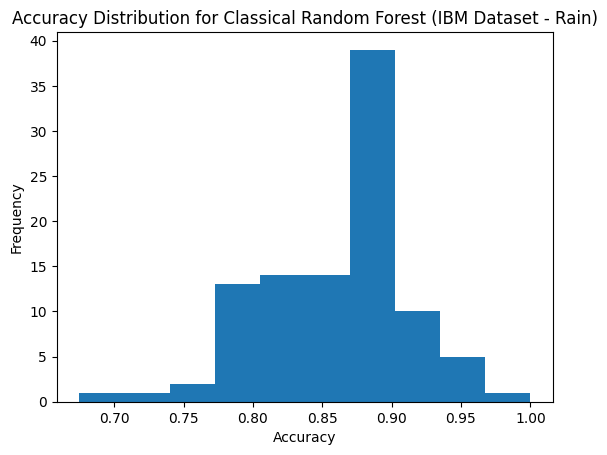 Accuracy Distribution for Classical Random Forest (IBM Dataset - Rain)
40
35
30
25
20
15
10
5
0
Frequency
0.70 0.75 0.80 0.85 0.90 0.95 1.00
Accuracy